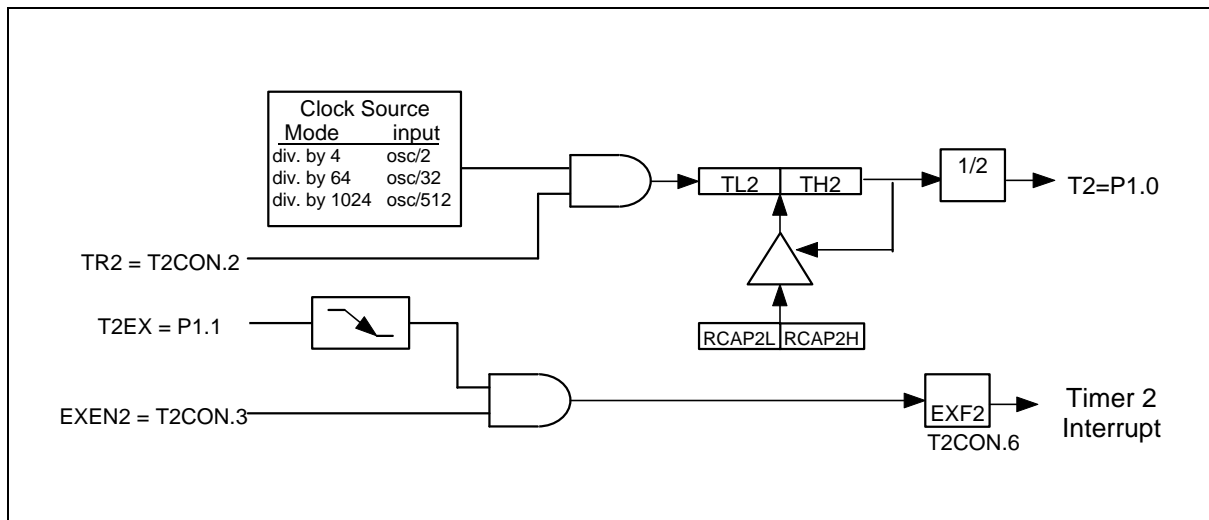 Clock Source
Mode input
div. by 4 osc/2
div. by 64 osc/32
div. by 1024 osc/512
TL2 TH2
1/2
T2=P1.0
TR2 = T2CON.2
T2EX = P1.1
RCAP2L RCAP2H
EXEN2 = T2CON.3
EXF2
T2CON.6
Timer 2
Interrupt